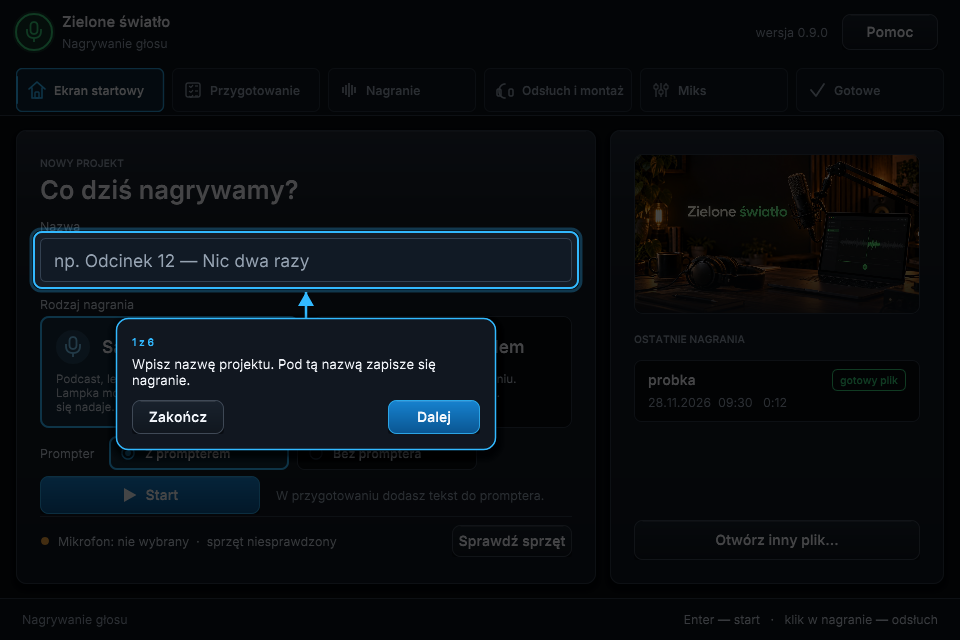 Zielone światło
Nagrywanie głosu
wersja 0.9.0
Pomoc
Ekran startowy
Przygotowanie
Nagranie
Odsłuch i montaż
Miks
Gotowe
NOWY PROJEKT
Co dziś nagrywamy?
Nazwa
np. Odcinek 12 — Nic dwa razy
Rodzaj nagrania
1 z 6
Wpisz nazwę projektu. Pod tą nazwą zapisze się
nagranie.
Zakończ
Dalej
Podcast,
Lampka
się nadaje.
Prompter
Z prompterem
Bez promptera
Start
W przygotowaniu dodasz tekst do promptera.
Mikrofon: nie wybrany · sprzęt niesprawdzony
Sprawdź sprzęt
Zielone światło
OSTATNIE NAGRANIA
probka
gotowy plik
28.11.2026 09:30 0:12
Otwórz inny plik...
Nagrywanie głosu
Enter — start · klik w nagranie — odsłuch